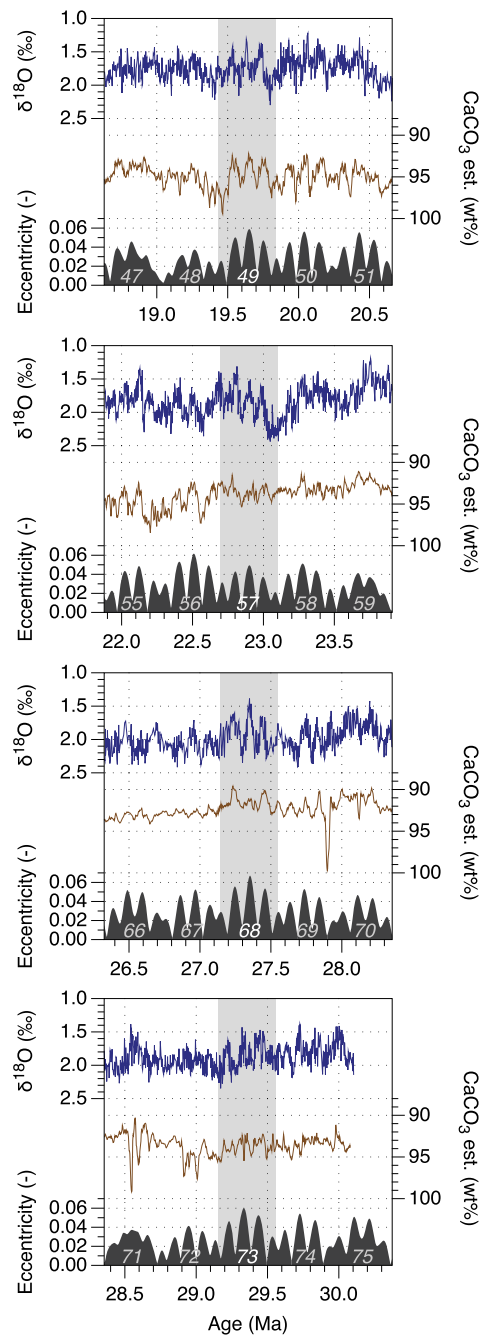 1.0
1.5
2.0
2.5
δ¹⁸O (‰)
90
95
100
CaCO₃ est. (wt%)
0.06
0.04
0.02
0.00
Eccentricity (-)
47 48 49 50 51
19.0 19.5 20.0 20.5
1.0
1.5
2.0
2.5
δ¹⁸O (‰)
90
95
100
CaCO₃ est. (wt%)
0.06
0.04
0.02
0.00
Eccentricity (-)
55 56 57 58 59
22.0 22.5 23.0 23.5
1.0
1.5
2.0
2.5
δ¹⁸O (‰)
90
95
100
CaCO₃ est. (wt%)
0.06
0.04
0.02
0.00
Eccentricity (-)
66 67 68 69 70
26.5 27.0 27.5 28.0
1.0
1.5
2.0
2.5
δ¹⁸O (‰)
90
95
100
CaCO₃ est. (wt%)
0.06
0.04
0.02
0.00
Eccentricity (-)
71 72 73 74 75
28.5 29.0 29.5 30.0
Age (Ma)